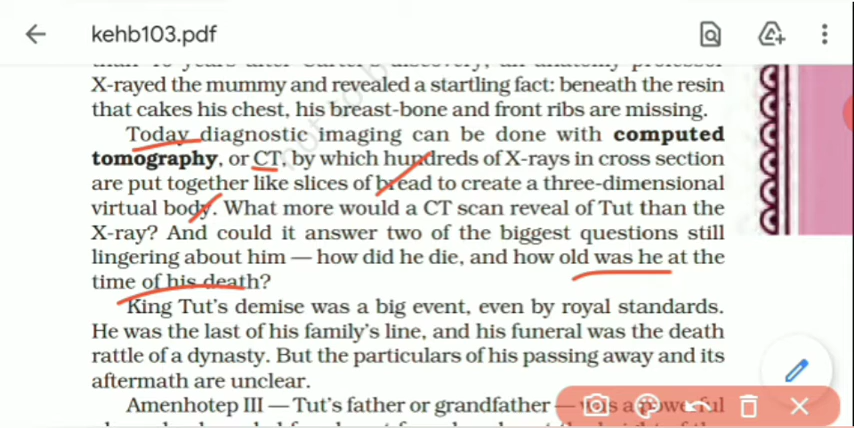 kehb103.pdf
X-rayed the mummy and revealed a startling fact: beneath the resin
that cakes his chest, his breast-bone and front ribs are missing.
Today diagnostic imaging can be done with computed
tomography, or CT, by which hundreds of X-rays in cross section
are put together like slices of bread to create a three-dimensional
virtual body. What more would a CT scan reveal of Tut than the
X-ray? And could it answer two of the biggest questions still
lingering about him — how did he die, and how old was he at the
time of his death?
King Tut's demise was a big event, even by royal standards.
He was the last of his family's line, and his funeral was the death
rattle of a dynasty. But the particulars of his passing away and its
aftermath are unclear.
Amenhotep III — Tut's father or grandfather — was a powerful